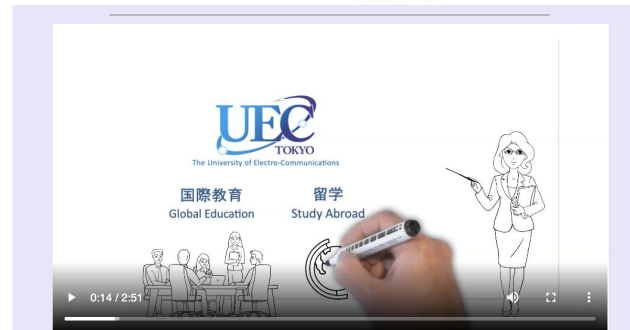 UEC
TOKYO
The University of Electro-Communications
国際教育 留学
Global Education Study Abroad
0:14 / 2:51